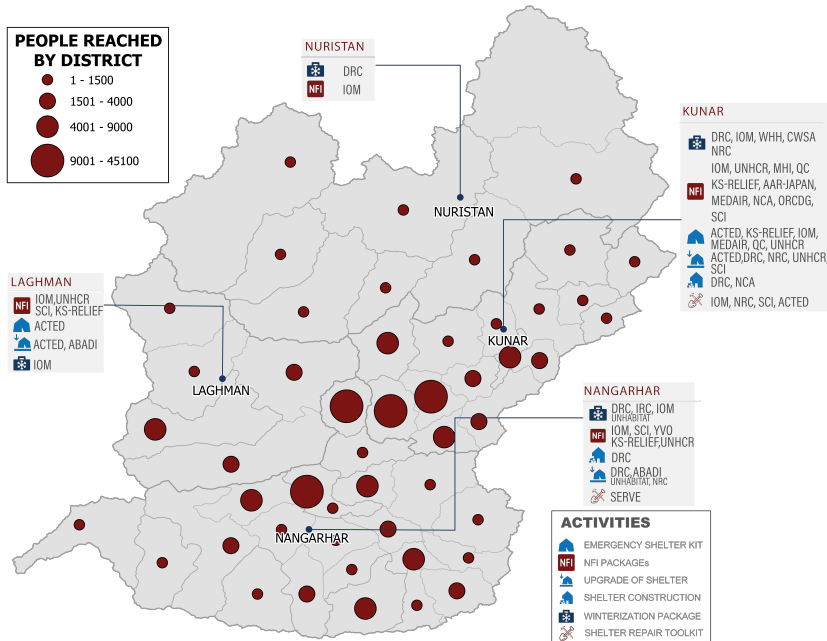 PEOPLE REACHED
BY DISTRICT
1 - 1500
1501 - 4000
4001 - 9000
9001 - 45100
NURISTAN
DRC
NFI
IOM
KUNAR
DRC, IOM, WHH, CWSA
NRC
IOM, UNHCR, MHI, QC
NFI
KS-RELIEF, AAR-JAPAN,
MEDAIR, NCA, ORCDG,
SCI
ACTED, KS-RELIEF, IOM,
MEDAIR, QC, UNHCR
ACTED,DRC, NRC, UNHCR,
SCI
DRC, NCA
IOM, NRC, SCI, ACTED
NURISTAN
LAGHMAN
NFI
IOM,UNHCR
SCI, KS-RELIEF
ACTED
ACTED, ABADI
IOM
KUNAR
LAGHMAN
NANGARHAR
DRC, IRC, IOM
UNHABITAT
NFI
IOM, SCI, YVO
KS-RELIEF,UNHCR
DRC
DRC,ABADI
UNHABITAT, NRC
SERVE
NANGARHAR
ACTIVITIES
EMERGENCY SHELTER KIT
NFI
NFI PACKAGEs
UPGRADE OF SHELTER
SHELTER CONSTRUCTION
WINTERIZATION PACKAGE
SHELTER REPAIR TOOLKIT